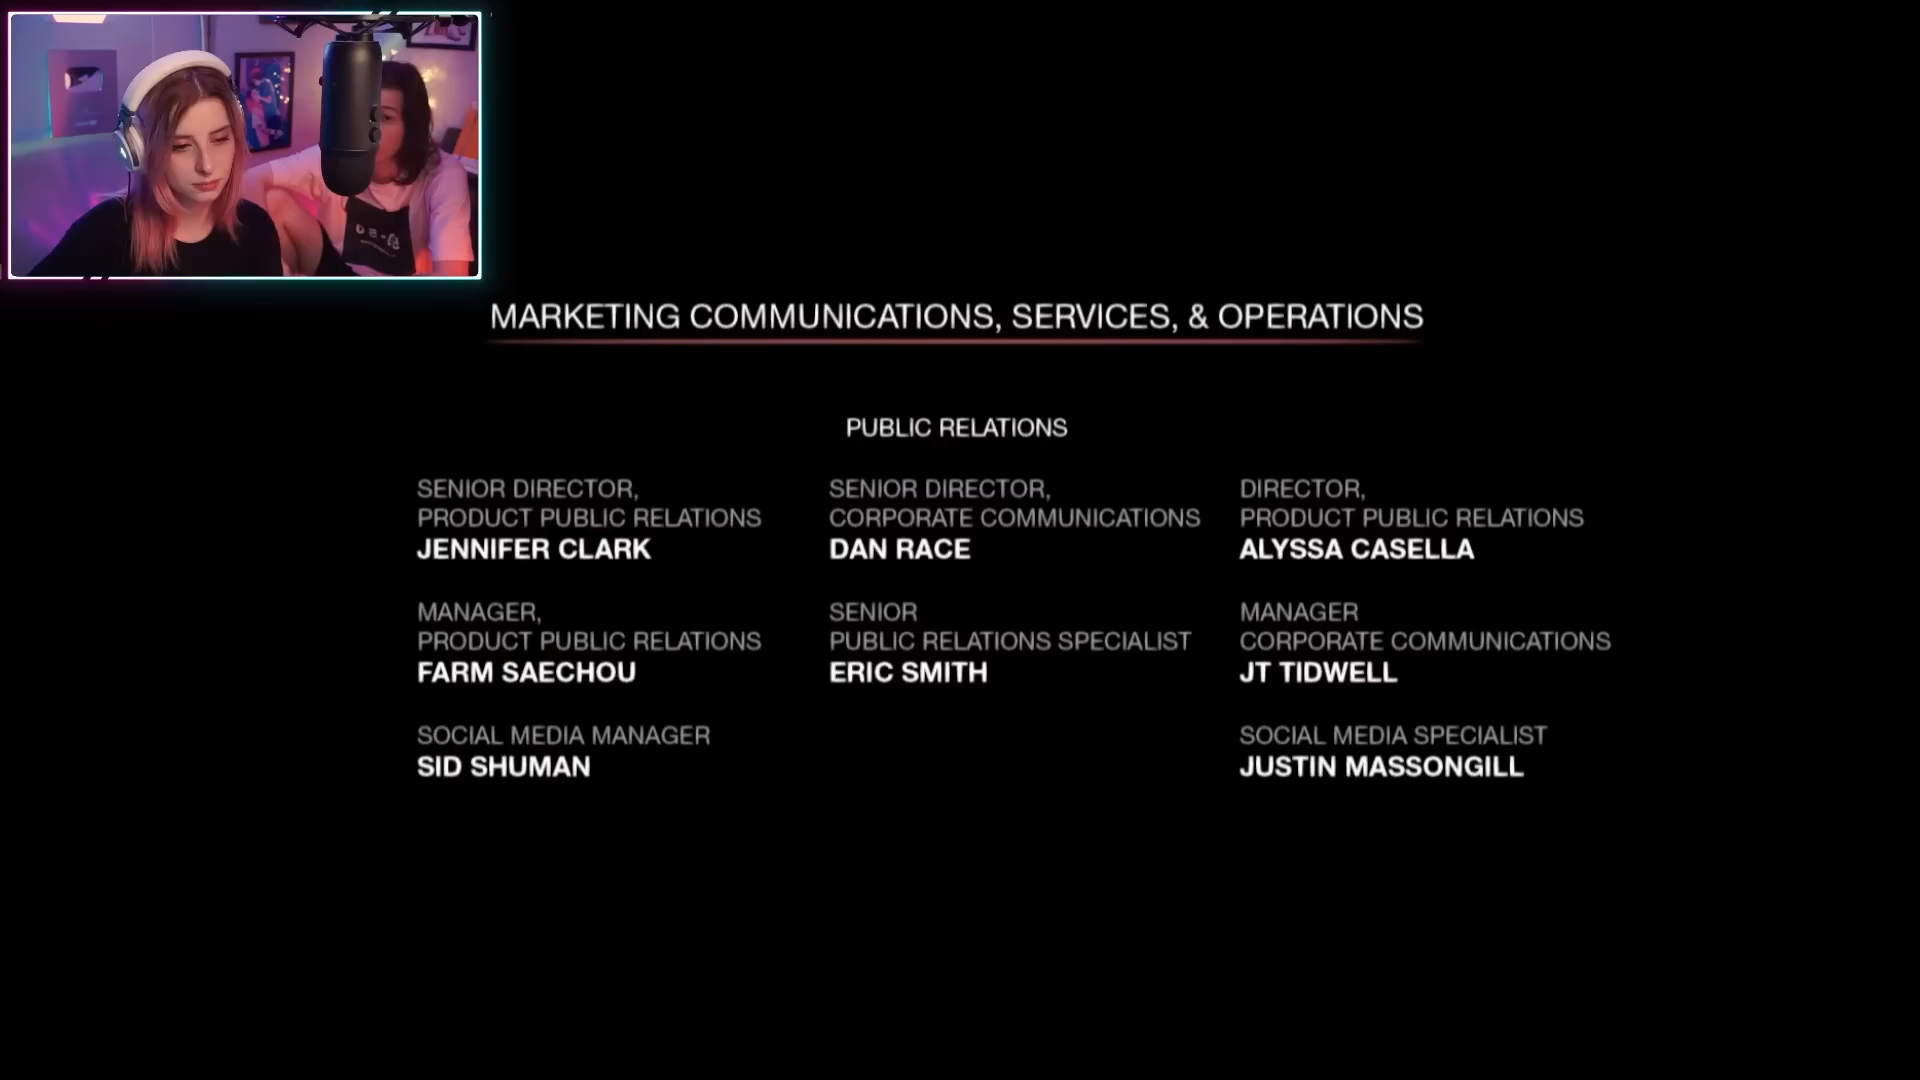 MARKETING COMMUNICATIONS, SERVICES, & OPERATIONS
PUBLIC RELATIONS
SENIOR DIRECTOR,
PRODUCT PUBLIC RELATIONS
JENNIFER CLARK
SENIOR DIRECTOR,
CORPORATE COMMUNICATIONS
DAN RACE
DIRECTOR,
PRODUCT PUBLIC RELATIONS
ALYSSA CASELLA
MANAGER,
PRODUCT PUBLIC RELATIONS
FARM SAECHOU
SENIOR
PUBLIC RELATIONS SPECIALIST
ERIC SMITH
MANAGER
CORPORATE COMMUNICATIONS
JT TIDWELL
SOCIAL MEDIA MANAGER
SID SHUMAN
SOCIAL MEDIA SPECIALIST
JUSTIN MASSONGILL